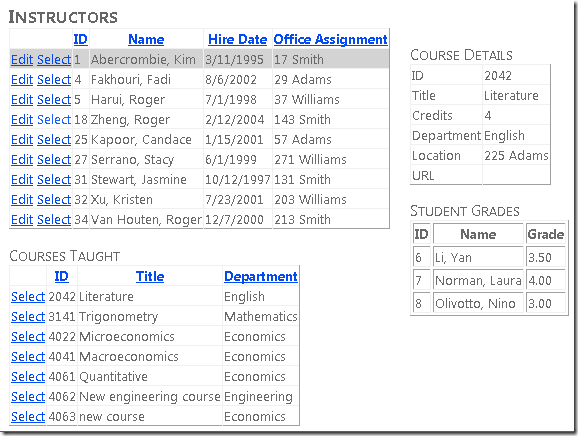 INSTRUCTORS
ID Name Hire Date Office Assignment
Edit Select 1 Abercrombie, Kim 3/11/1995 17 Smith
Edit Select 4 Fakhouri, Fadi 8/6/2002 29 Adams
Edit Select 5 Harui, Roger 7/1/1998 37 Williams
Edit Select 18 Zheng, Roger 2/12/2004 143 Smith
Edit Select 25 Kapoor, Candace 1/15/2001 57 Adams
Edit Select 27 Serrano, Stacy 6/1/1999 271 Williams
Edit Select 31 Stewart, Jasmine 10/12/1997 131 Smith
Edit Select 32 Xu, Kristen 7/23/2001 203 Williams
Edit Select 34 Van Houten, Roger 12/7/2000 213 Smith
COURSES TAUGHT
ID Title Department
Select 2042 Literature English
Select 3141 Trigonometry Mathematics
Select 4022 Microeconomics Economics
Select 4041 Macroeconomics Economics
Select 4061 Quantitative Economics
Select 4062 New engineering course Engineering
Select 4063 new course Economics
COURSE DETAILS
ID 2042
Title Literature
Credits 4
Department English
Location 225 Adams
URL
STUDENT GRADES
ID Name Grade
6 Li, Yan 3.50
7 Norman, Laura 4.00
8 Olivotto, Nino 3.00